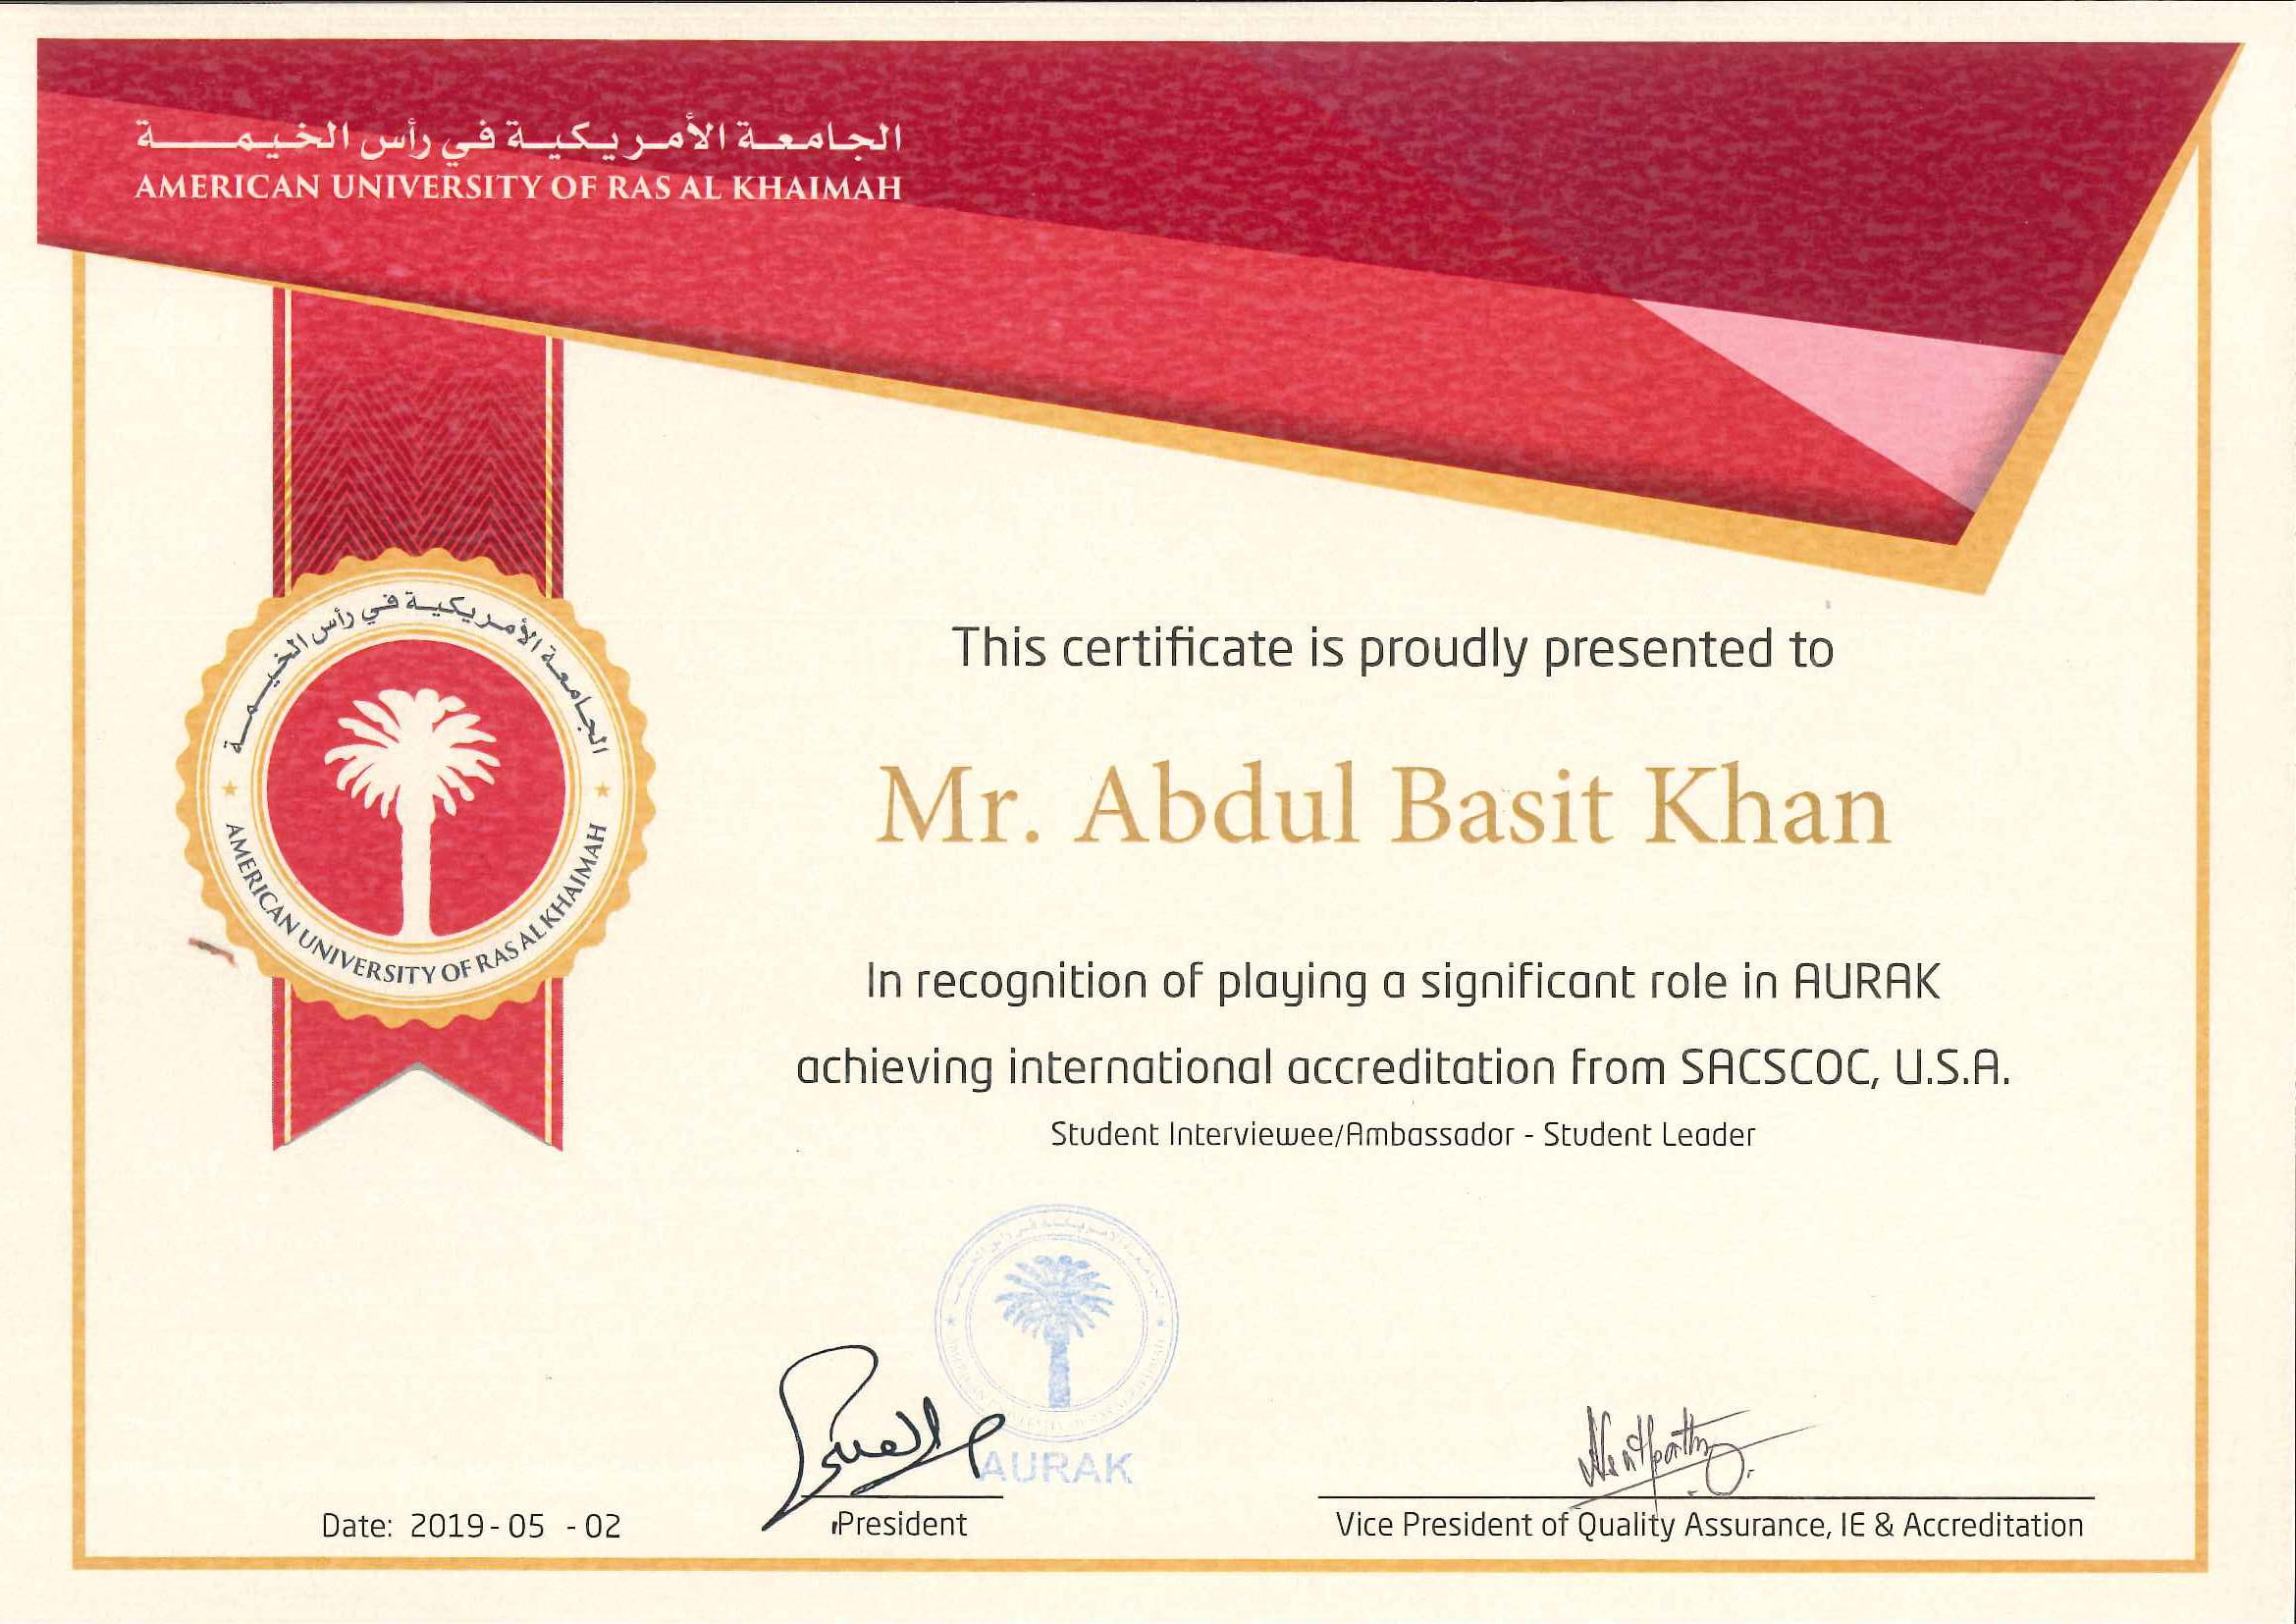 الجامعة الأمريكية في رأس الخيمة
AMERICAN UNIVERSITY OF RAS AL KHAIMAH
This certificate is proudly presented to
الجامعة الأمريكية في رأس الخيمة
AMERICAN UNIVERSITY OF RAS AL KHAIMAH
Mr. Abdul Basit Khan
In recognition of playing a significant role in AURAK
achieving international accreditation from SACSCOC, U.S.A.
Student Interviewee/Ambassador - Student Leader
AURAK
Date: 2019-05 -02
President
Vice President of Quality Assurance, IE & Accreditation